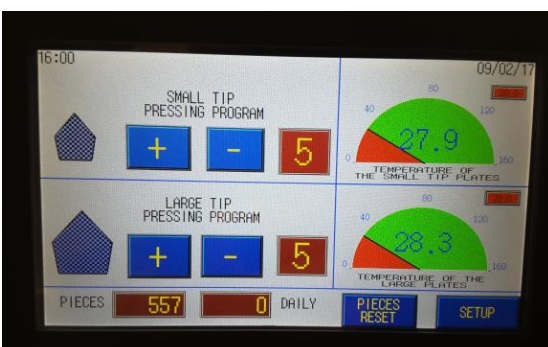 16:00
09/02/17
SMALL TIP
PRESSING PROGRAM
+ - 5
0 40 80 120 160
27.9
TEMPERATURE OF
THE SMALL TIP PLATES
LARGE TIP
PRESSING PROGRAM
+ - 5
0 40 80 120 160
28.3
TEMPERATURE OF THE
LARGE PLATES
PIECES 557 0 DAILY
PIECES
RESET
SETUP